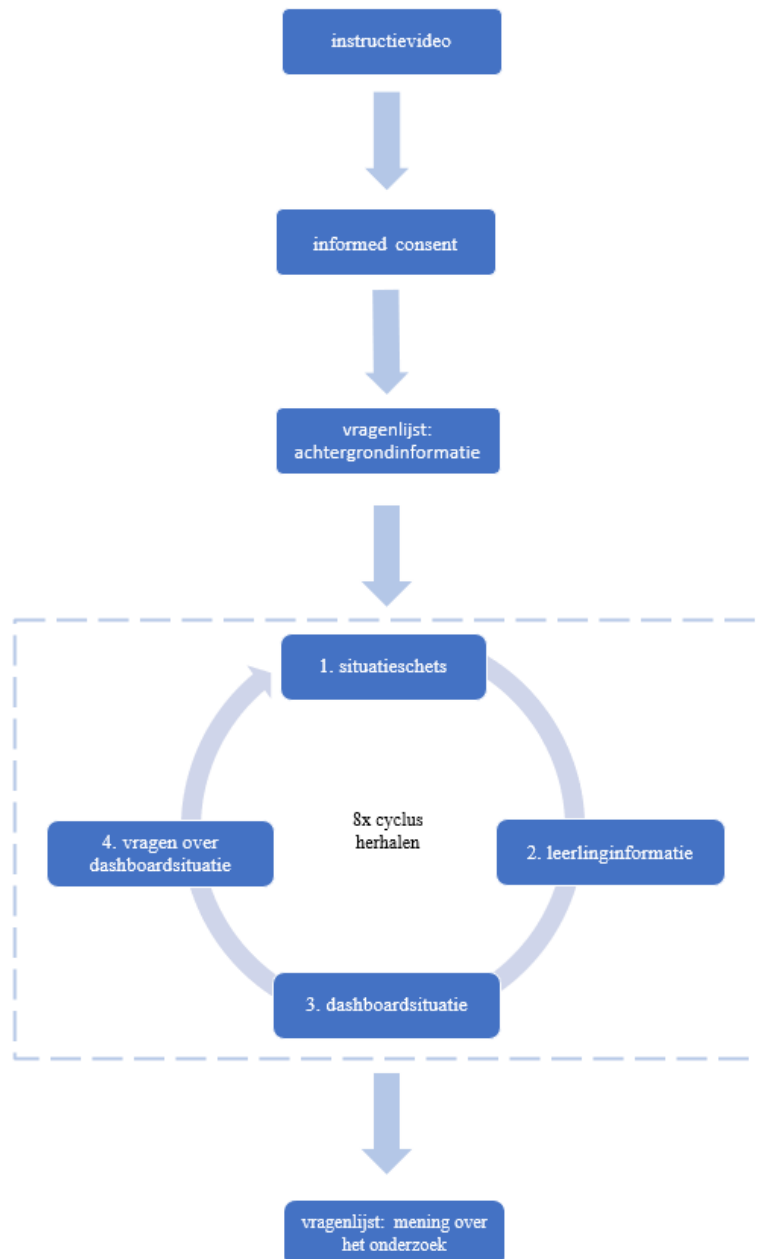 instructievideo
informed consent
vragenlijst:
achtergrondinformatie
1. situatieschets
8x cyclus
herhalen
2. leerlinginformatie
3. dashboardsituatie
4. vragen over
dashboardsituatie
vragenlijst: mening over
het onderzoek